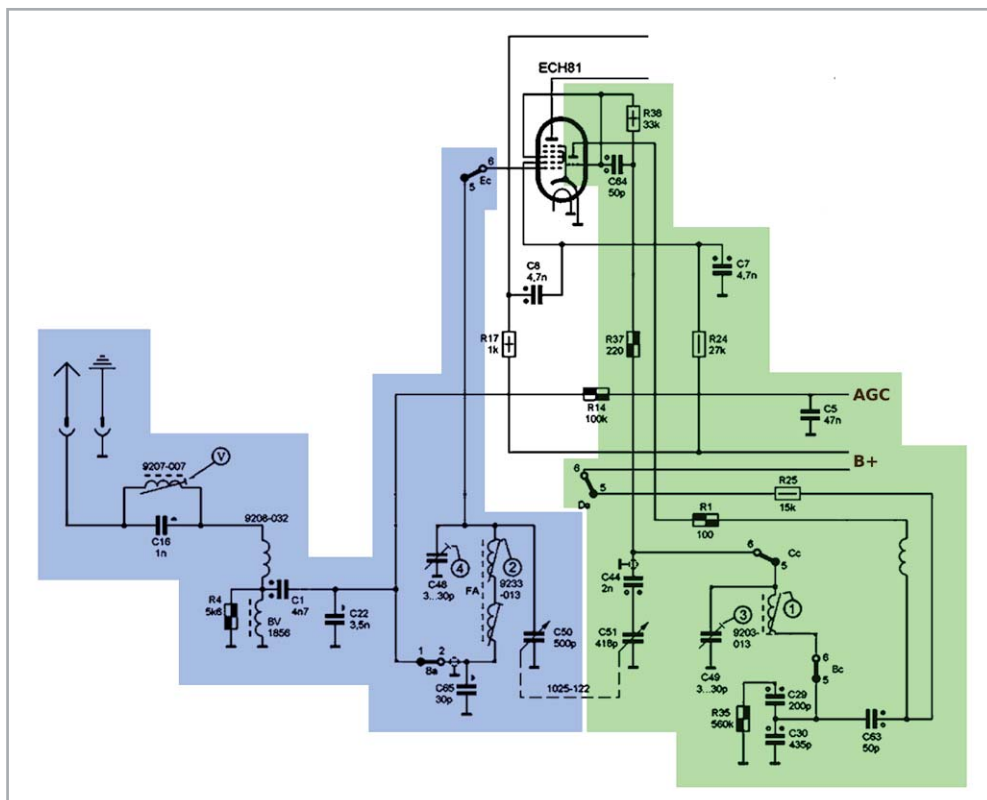 ECH81
R38
33k
C64
50p
6
5
Ec
C6
4,7n
C7
4,7n
R17
1k
R37
220
R24
27k
R14
100k
AGC
C5
47n
B+
6
5
De
R25
15k
R1
100
9207-007
V
C16
1n
9206-032
R4
5k6
BV
1856
C1
4n7
C22
3,5n
C48
3...30p
4
FA
2
9233
-013
C50
500p
1
2
Ba
C65
30p
1025-122
C44
2n
C51
418p
6
5
Cc
3
1
9203-
013
C49
3...30p
6
5
Bc
R35
560k
C29
200p
C30
435p
C63
50p